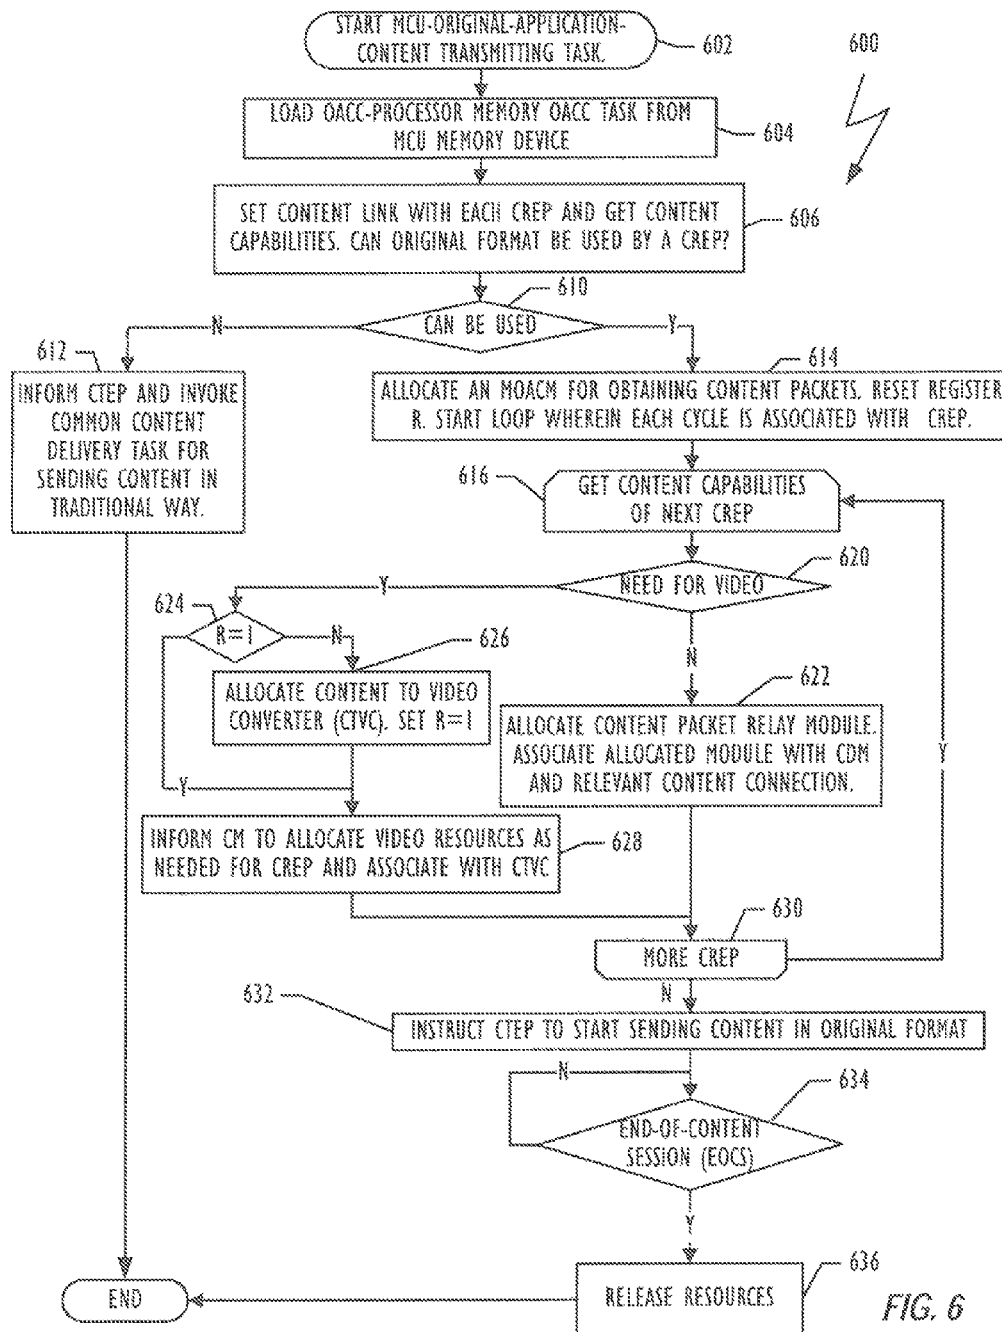 START MCU-ORIGINAL-APPLICATION-
CONTENT TRANSMITTING TASK.
602
600
LOAD OACC-PROCESSOR MEMORY OACC TASK FROM
MCU MEMORY DEVICE
604
SET CONTENT LINK WITH EACH CREP AND GET CONTENT
CAPABILITIES. CAN ORIGINAL FORMAT BE USED BY A CREP?
606
610
CAN BE USED
N
Y
612
INFORM CTEP AND INVOKE
COMMON CONTENT
DELIVERY TASK FOR
SENDING CONTENT IN
TRADITIONAL WAY.
614
ALLOCATE AN MOACM FOR OBTAINING CONTENT PACKETS. RESET REGISTER
R. START LOOP WHEREIN EACH CYCLE IS ASSOCIATED WITH CREP.
616
GET CONTENT CAPABILITIES
OF NEXT CREP
620
NEED FOR VIDEO
Y
N
624
R=1
N
Y
626
ALLOCATE CONTENT TO VIDEO
CONVERTER (CTVC). SET R=1
622
ALLOCATE CONTENT PACKET RELAY MODULE.
ASSOCIATE ALLOCATED MODULE WITH CDM
AND RELEVANT CONTENT CONNECTION.
Y
INFORM CM TO ALLOCATE VIDEO RESOURCES AS
NEEDED FOR CREP AND ASSOCIATE WITH CTVC
628
630
MORE CREP
N
632
INSTRUCT CTEP TO START SENDING CONTENT IN ORIGINAL FORMAT
N
634
END-OF-CONTENT
SESSION (EOCS)
Y
RELEASE RESOURCES
636
END
FIG. 6